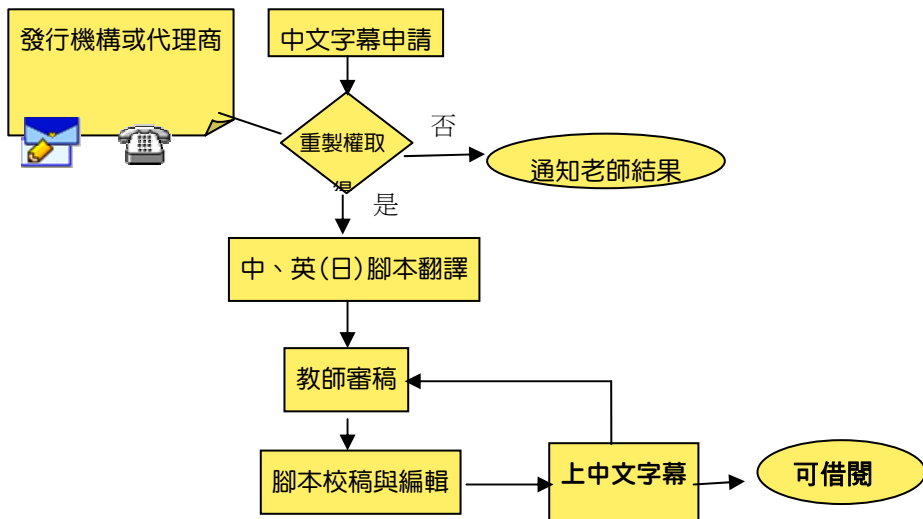 發行機構或代理商
中文字幕申請
重製權取
否
通知老師結果
是
中、英(日)腳本翻譯
教師審稿
腳本校稿與編輯
上中文字幕
可借閱